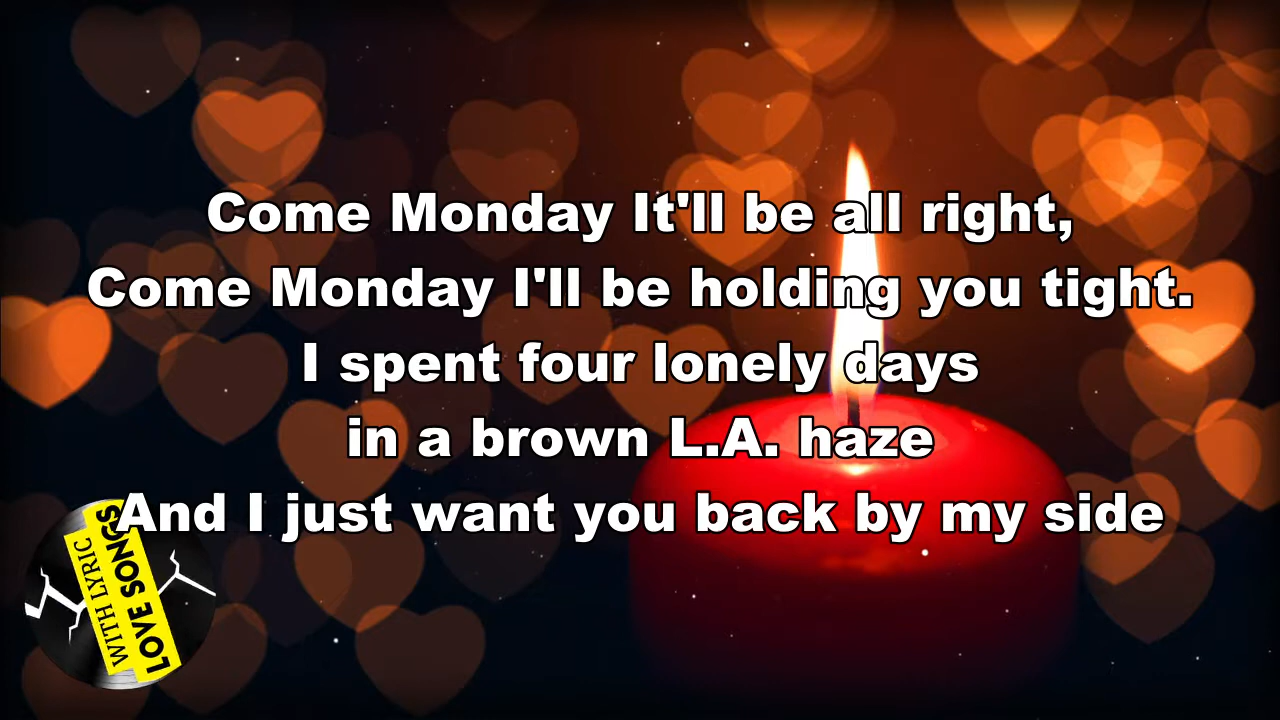 Come Monday It'll be all right,
Come Monday I'll be holding you tight.
I spent four lonely days
in a brown L.A. haze
And I just want you back by my side
WITH LYRIC
LOVE SONGS